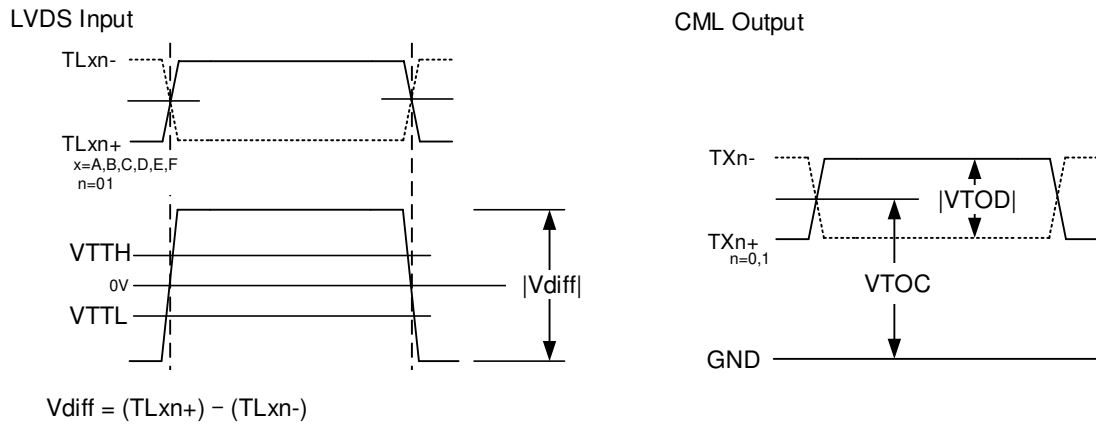 LVDS Input
TLxn-
TLxn+
x=A,B,C,D,E,F
n=01
VTTH
0V
VTTL
|Vdiff|
Vdiff = (TLxn+) − (TLxn-)
CML Output
TXn-
|VTOD|
TXn+
n=0,1
VTOC
GND